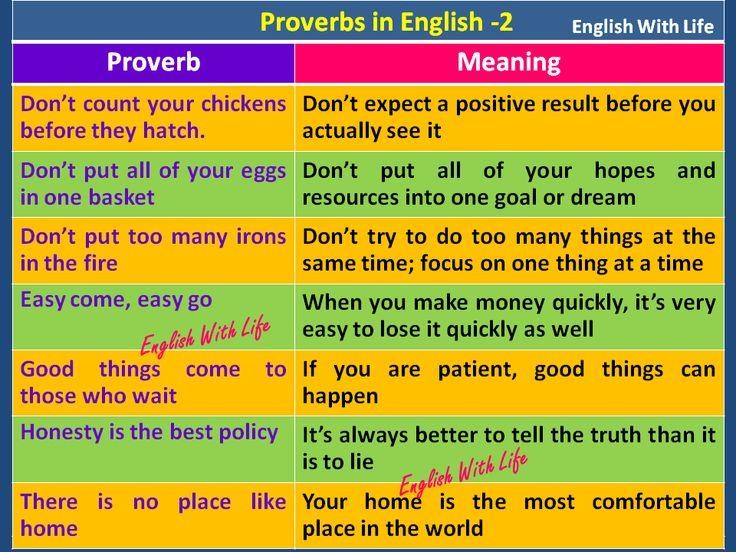 Proverbs in English -2
English With Life
Proverb
Meaning
Don't count your chickens
before they hatch.
Don't expect a positive result before you
actually see it
Don't put all of your eggs
in one basket
Don't put all of your hopes and
resources into one goal or dream
Don't put too many irons
in the fire
Don't try to do too many things at the
same time; focus on one thing at a time
Easy come, easy go
English With Life
When you make money quickly, it's very
easy to lose it quickly as well
Good things come to
those who wait
If you are patient, good things can
happen
Honesty is the best policy
It's always better to tell the truth than it
is to lie
English With Life
There is no place like
home
Your home is the most comfortable
place in the world